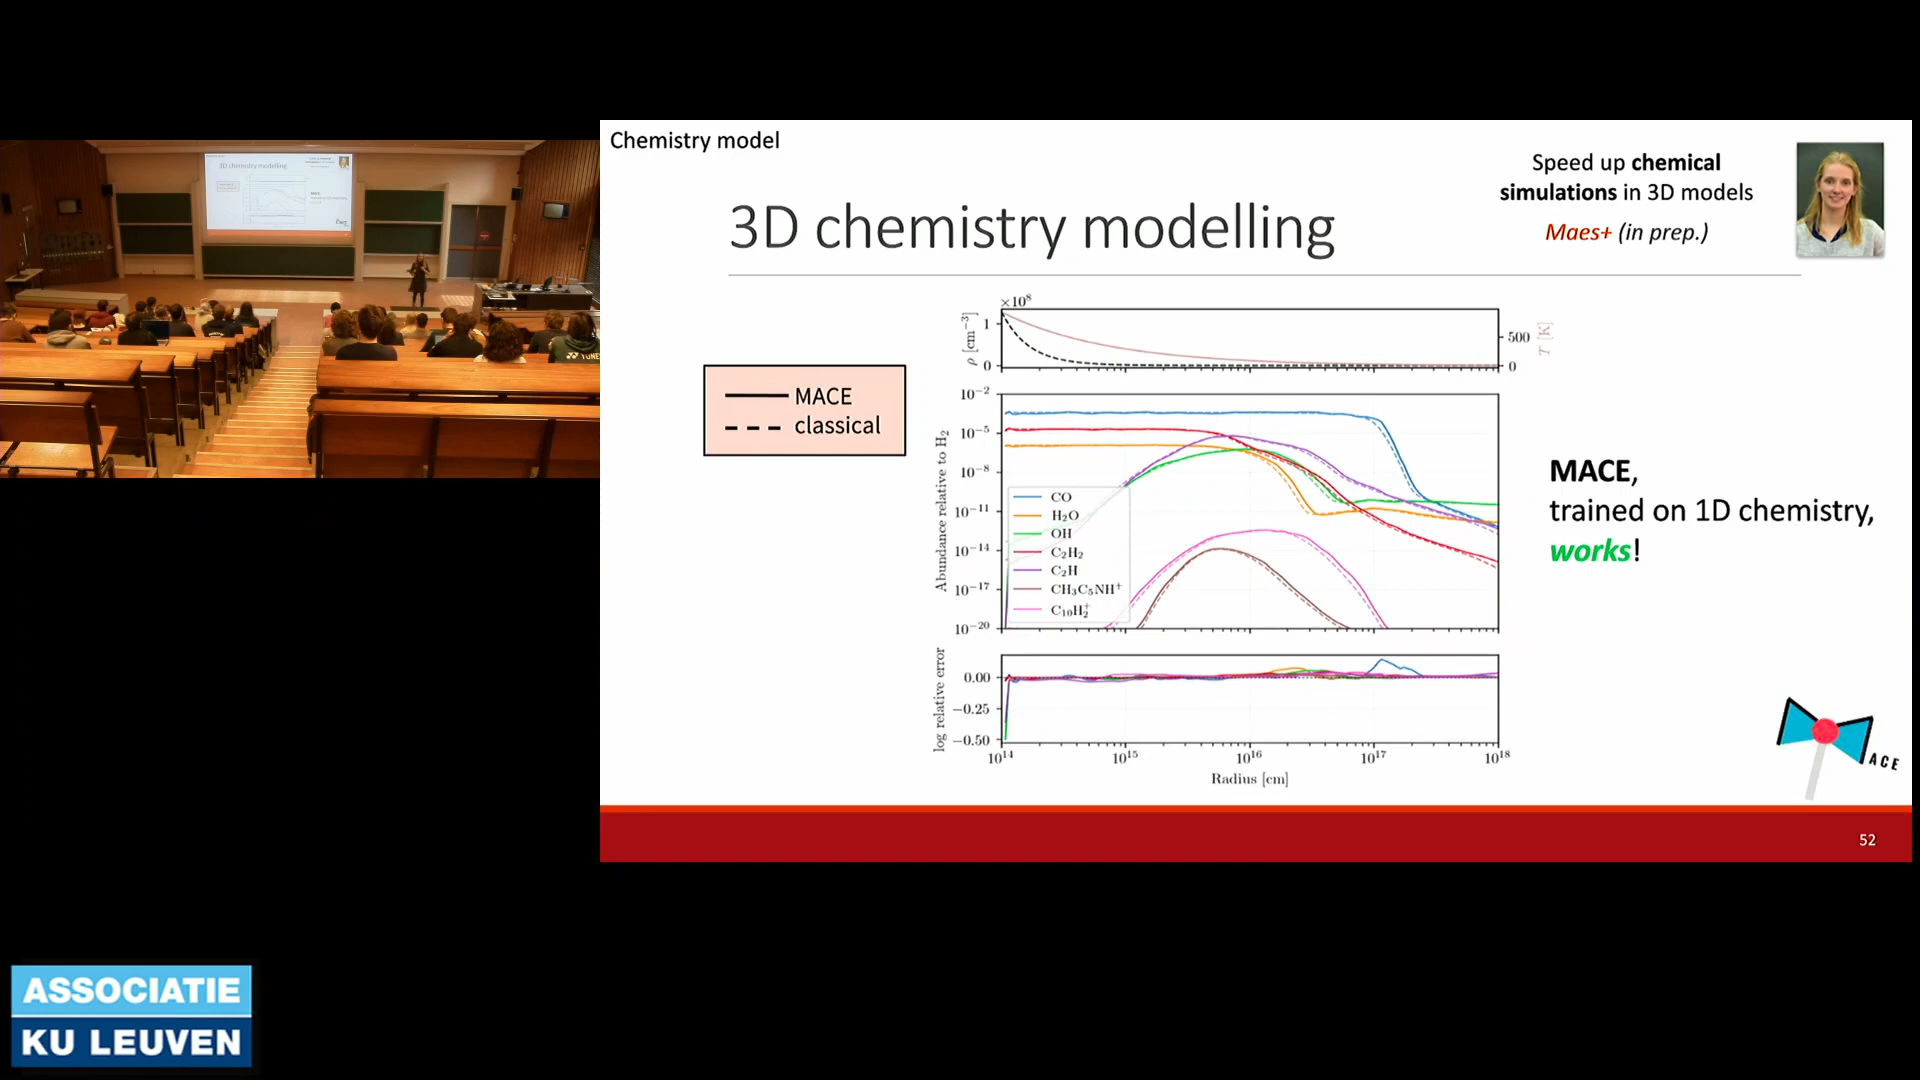 Chemistry model
3D chemistry modelling
Speed up chemical
simulations in 3D models
Maes+ (in prep.)
MACE
classical
×10⁸
ρ [cm⁻³]
1
0
500
0
T [K]
Abundance relative to H₂
10⁻²
10⁻⁵
10⁻⁸
10⁻¹¹
10⁻¹⁴
10⁻¹⁷
10⁻²⁰
CO
H₂O
OH
C₂H₂
C₂H
CH₃C₅NH⁺
C₁₀H₂⁺
log relative error
0.00
−0.25
−0.50
10¹⁴ 10¹⁵ 10¹⁶ 10¹⁷ 10¹⁸
Radius [cm]
MACE,
trained on 1D chemistry,
works!
ACE
52
ASSOCIATIE
KU LEUVEN